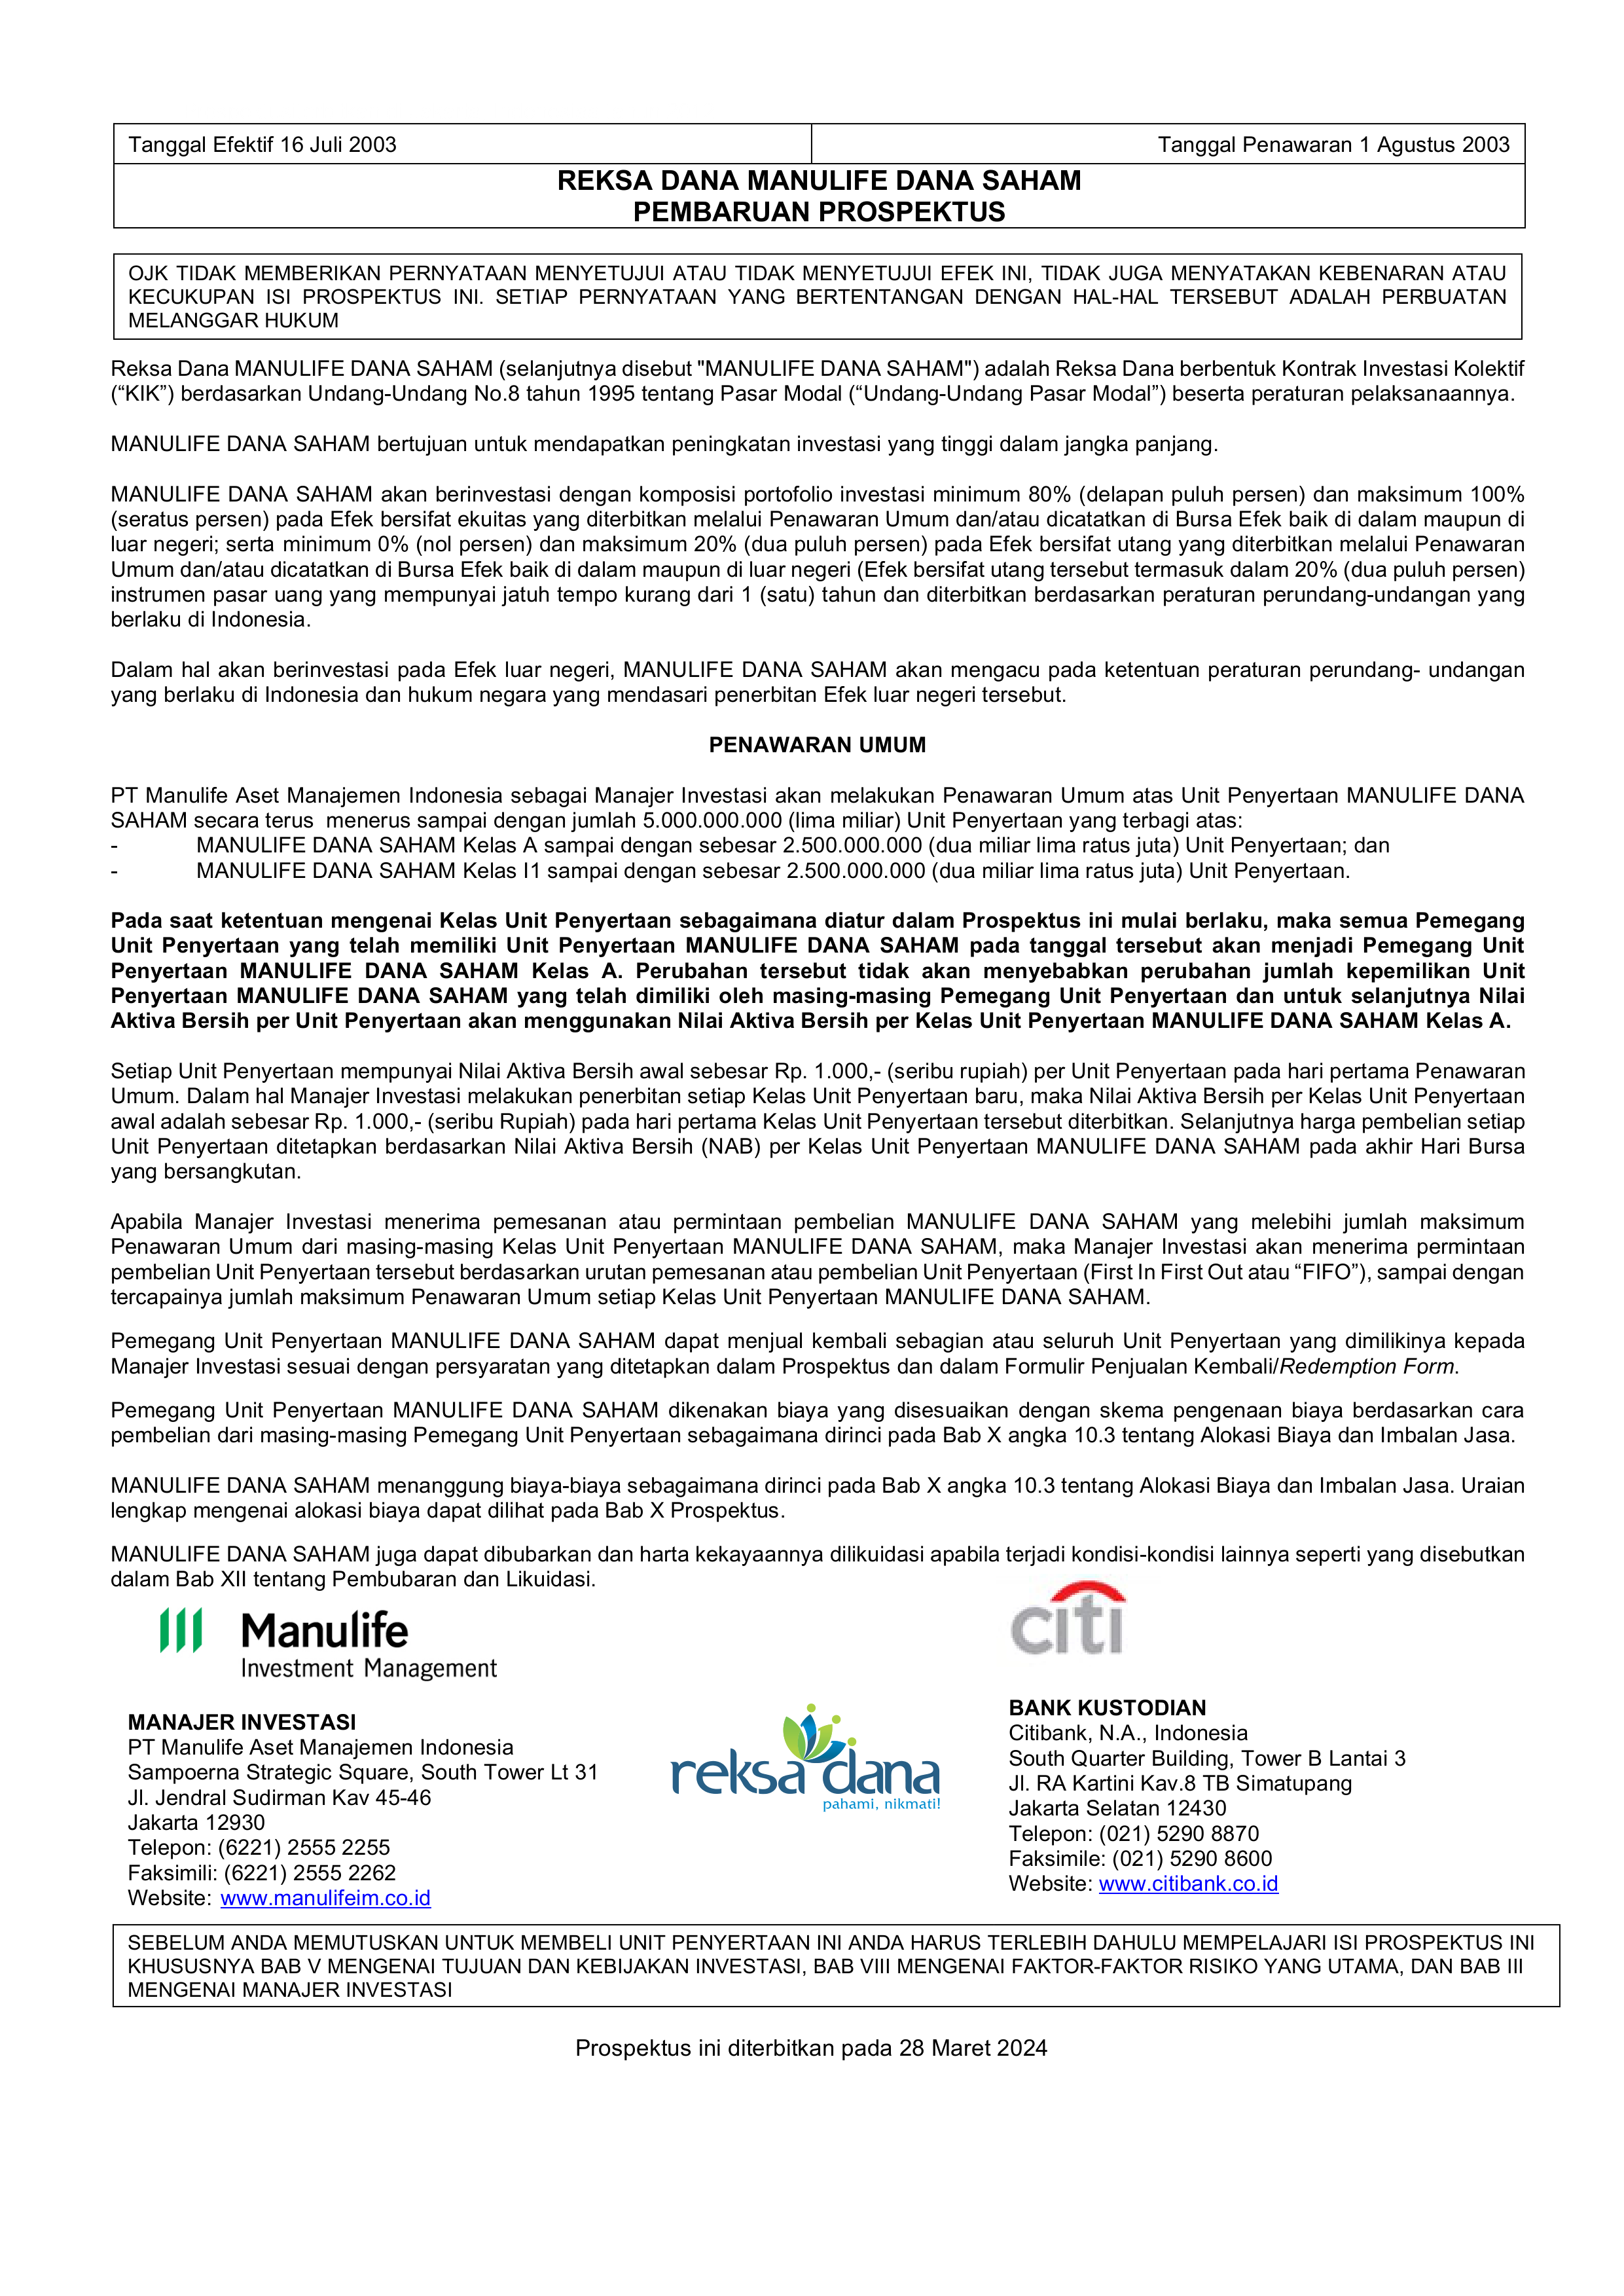 Tanggal Efektif 16 Juli 2003
Tanggal Penawaran 1 Agustus 2003
REKSA DANA MANULIFE DANA SAHAM
PEMBARUAN PROSPEKTUS
OJK TIDAK MEMBERIKAN PERNYATAAN MENYETUJUI ATAU TIDAK MENYETUJUI EFEK INI, TIDAK JUGA MENYATAKAN KEBENARAN ATAU
KECUKUPAN ISI PROSPEKTUS INI. SETIAP PERNYATAAN YANG BERTENTANGAN DENGAN HAL-HAL TERSEBUT ADALAH PERBUATAN
MELANGGAR HUKUM
Reksa Dana MANULIFE DANA SAHAM (selanjutnya disebut "MANULIFE DANA SAHAM") adalah Reksa Dana berbentuk Kontrak Investasi Kolektif
(“KIK”) berdasarkan Undang-Undang No.8 tahun 1995 tentang Pasar Modal (“Undang-Undang Pasar Modal”) beserta peraturan pelaksanaannya.
MANULIFE DANA SAHAM bertujuan untuk mendapatkan peningkatan investasi yang tinggi dalam jangka panjang.
MANULIFE DANA SAHAM akan berinvestasi dengan komposisi portofolio investasi minimum 80% (delapan puluh persen) dan maksimum 100%
(seratus persen) pada Efek bersifat ekuitas yang diterbitkan melalui Penawaran Umum dan/atau dicatatkan di Bursa Efek baik di dalam maupun di
luar negeri; serta minimum 0% (nol persen) dan maksimum 20% (dua puluh persen) pada Efek bersifat utang yang diterbitkan melalui Penawaran
Umum dan/atau dicatatkan di Bursa Efek baik di dalam maupun di luar negeri (Efek bersifat utang tersebut termasuk dalam 20% (dua puluh persen)
instrumen pasar uang yang mempunyai jatuh tempo kurang dari 1 (satu) tahun dan diterbitkan berdasarkan peraturan perundang-undangan yang
berlaku di Indonesia.
Dalam hal akan berinvestasi pada Efek luar negeri, MANULIFE DANA SAHAM akan mengacu pada ketentuan peraturan perundang- undangan
yang berlaku di Indonesia dan hukum negara yang mendasari penerbitan Efek luar negeri tersebut.
PENAWARAN UMUM
PT Manulife Aset Manajemen Indonesia sebagai Manajer Investasi akan melakukan Penawaran Umum atas Unit Penyertaan MANULIFE DANA
SAHAM secara terus menerus sampai dengan jumlah 5.000.000.000 (lima miliar) Unit Penyertaan yang terbagi atas:
- MANULIFE DANA SAHAM Kelas A sampai dengan sebesar 2.500.000.000 (dua miliar lima ratus juta) Unit Penyertaan; dan
- MANULIFE DANA SAHAM Kelas I1 sampai dengan sebesar 2.500.000.000 (dua miliar lima ratus juta) Unit Penyertaan.
Pada saat ketentuan mengenai Kelas Unit Penyertaan sebagaimana diatur dalam Prospektus ini mulai berlaku, maka semua Pemegang
Unit Penyertaan yang telah memiliki Unit Penyertaan MANULIFE DANA SAHAM pada tanggal tersebut akan menjadi Pemegang Unit
Penyertaan MANULIFE DANA SAHAM Kelas A. Perubahan tersebut tidak akan menyebabkan perubahan jumlah kepemilikan Unit
Penyertaan MANULIFE DANA SAHAM yang telah dimiliki oleh masing-masing Pemegang Unit Penyertaan dan untuk selanjutnya Nilai
Aktiva Bersih per Unit Penyertaan akan menggunakan Nilai Aktiva Bersih per Kelas Unit Penyertaan MANULIFE DANA SAHAM Kelas A.
Setiap Unit Penyertaan mempunyai Nilai Aktiva Bersih awal sebesar Rp. 1.000,- (seribu rupiah) per Unit Penyertaan pada hari pertama Penawaran
Umum. Dalam hal Manajer Investasi melakukan penerbitan setiap Kelas Unit Penyertaan baru, maka Nilai Aktiva Bersih per Kelas Unit Penyertaan
awal adalah sebesar Rp. 1.000,- (seribu Rupiah) pada hari pertama Kelas Unit Penyertaan tersebut diterbitkan. Selanjutnya harga pembelian setiap
Unit Penyertaan ditetapkan berdasarkan Nilai Aktiva Bersih (NAB) per Kelas Unit Penyertaan MANULIFE DANA SAHAM pada akhir Hari Bursa
yang bersangkutan.
Apabila Manajer Investasi menerima pemesanan atau permintaan pembelian MANULIFE DANA SAHAM yang melebihi jumlah maksimum
Penawaran Umum dari masing-masing Kelas Unit Penyertaan MANULIFE DANA SAHAM, maka Manajer Investasi akan menerima permintaan
pembelian Unit Penyertaan tersebut berdasarkan urutan pemesanan atau pembelian Unit Penyertaan (First In First Out atau “FIFO”), sampai dengan
tercapainya jumlah maksimum Penawaran Umum setiap Kelas Unit Penyertaan MANULIFE DANA SAHAM.
Pemegang Unit Penyertaan MANULIFE DANA SAHAM dapat menjual kembali sebagian atau seluruh Unit Penyertaan yang dimilikinya kepada
Manajer Investasi sesuai dengan persyaratan yang ditetapkan dalam Prospektus dan dalam Formulir Penjualan Kembali/Redemption Form.
Pemegang Unit Penyertaan MANULIFE DANA SAHAM dikenakan biaya yang disesuaikan dengan skema pengenaan biaya berdasarkan cara
pembelian dari masing-masing Pemegang Unit Penyertaan sebagaimana dirinci pada Bab X angka 10.3 tentang Alokasi Biaya dan Imbalan Jasa.
MANULIFE DANA SAHAM menanggung biaya-biaya sebagaimana dirinci pada Bab X angka 10.3 tentang Alokasi Biaya dan Imbalan Jasa. Uraian
lengkap mengenai alokasi biaya dapat dilihat pada Bab X Prospektus.
MANULIFE DANA SAHAM juga dapat dibubarkan dan harta kekayaannya dilikuidasi apabila terjadi kondisi-kondisi lainnya seperti yang disebutkan
dalam Bab XII tentang Pembubaran dan Likuidasi.
Manulife
Investment Management
MANAJER INVESTASI
PT Manulife Aset Manajemen Indonesia
Sampoerna Strategic Square, South Tower Lt 31
Jl. Jendral Sudirman Kav 45-46
Jakarta 12930
Telepon: (6221) 2555 2255
Faksimili: (6221) 2555 2262
Website: www.manulifeim.co.id
reksa dana
pahami, nikmati!
citi
BANK KUSTODIAN
Citibank, N.A., Indonesia
South Quarter Building, Tower B Lantai 3
Jl. RA Kartini Kav.8 TB Simatupang
Jakarta Selatan 12430
Telepon: (021) 5290 8870
Faksimile: (021) 5290 8600
Website: www.citibank.co.id
SEBELUM ANDA MEMUTUSKAN UNTUK MEMBELI UNIT PENYERTAAN INI ANDA HARUS TERLEBIH DAHULU MEMPELAJARI ISI PROSPEKTUS INI
KHUSUSNYA BAB V MENGENAI TUJUAN DAN KEBIJAKAN INVESTASI, BAB VIII MENGENAI FAKTOR-FAKTOR RISIKO YANG UTAMA, DAN BAB III
MENGENAI MANAJER INVESTASI
Prospektus ini diterbitkan pada 28 Maret 2024